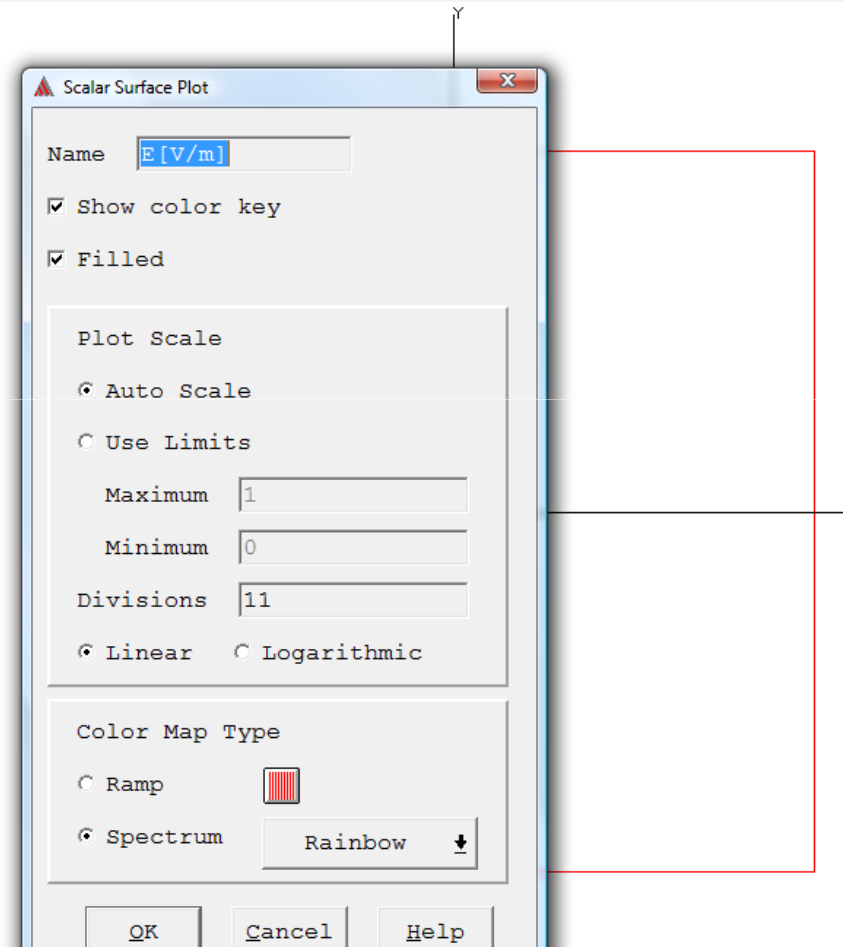 Y
Scalar Surface Plot
Name E[V/m]
Show color key
Filled
Plot Scale
Auto Scale
Use Limits
Maximum 1
Minimum 0
Divisions 11
Linear Logarithmic
Color Map Type
Ramp
Spectrum Rainbow
OK Cancel Help